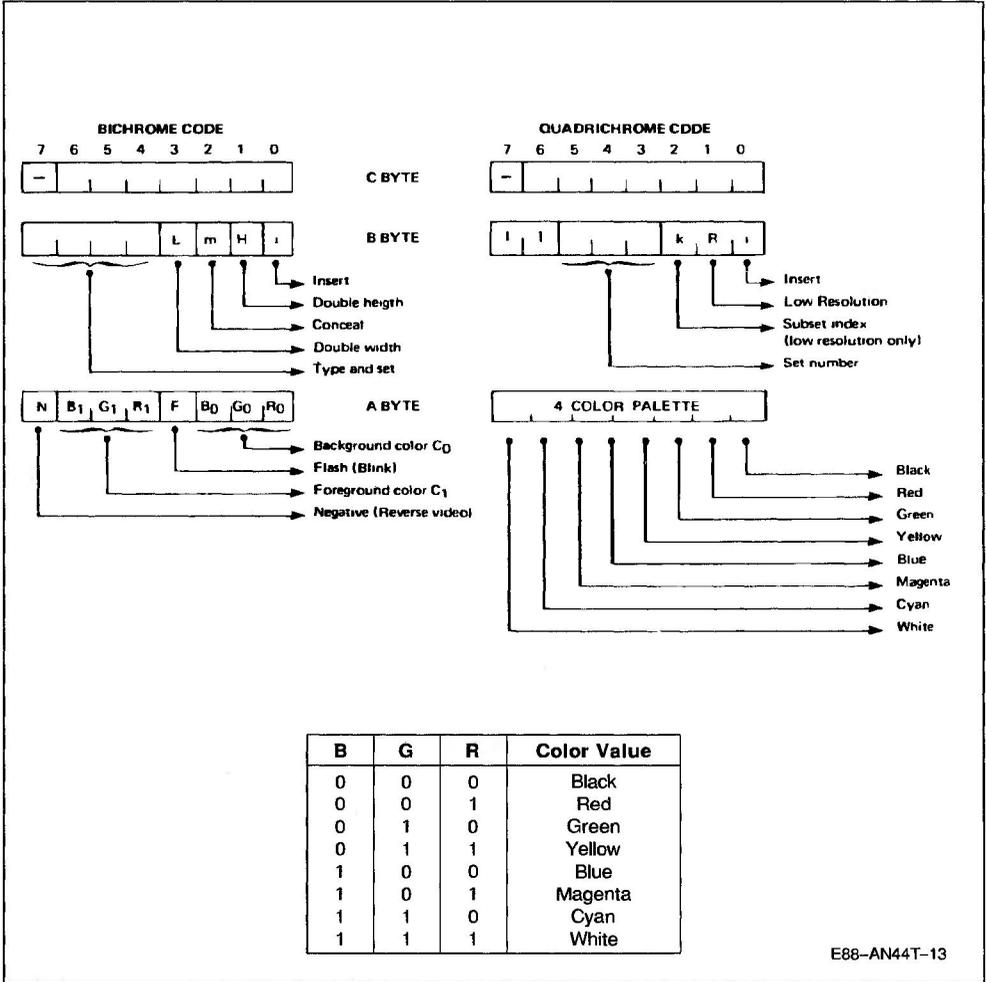 BICHROME CODE
7 6 5 4 3 2 1 0
–
C BYTE
L m H i
B BYTE
Insert
Double heigth
Conceal
Double width
Type and set
N B1 G1 R1 F B0 G0 R0
A BYTE
Background color C0
Flash (Blink)
Foreground color C1
Negative (Reverse video)
QUADRICHROME CODE
7 6 5 4 3 2 1 0
–
1 1 k R i
Insert
Low Resolution
Subset index
(low resolution only)
Set number
4 COLOR PALETTE
Black
Red
Green
Yellow
Blue
Magenta
Cyan
White
B G R Color Value
0 0 0 Black
0 0 1 Red
0 1 0 Green
0 1 1 Yellow
1 0 0 Blue
1 0 1 Magenta
1 1 0 Cyan
1 1 1 White
E88–AN44T–13